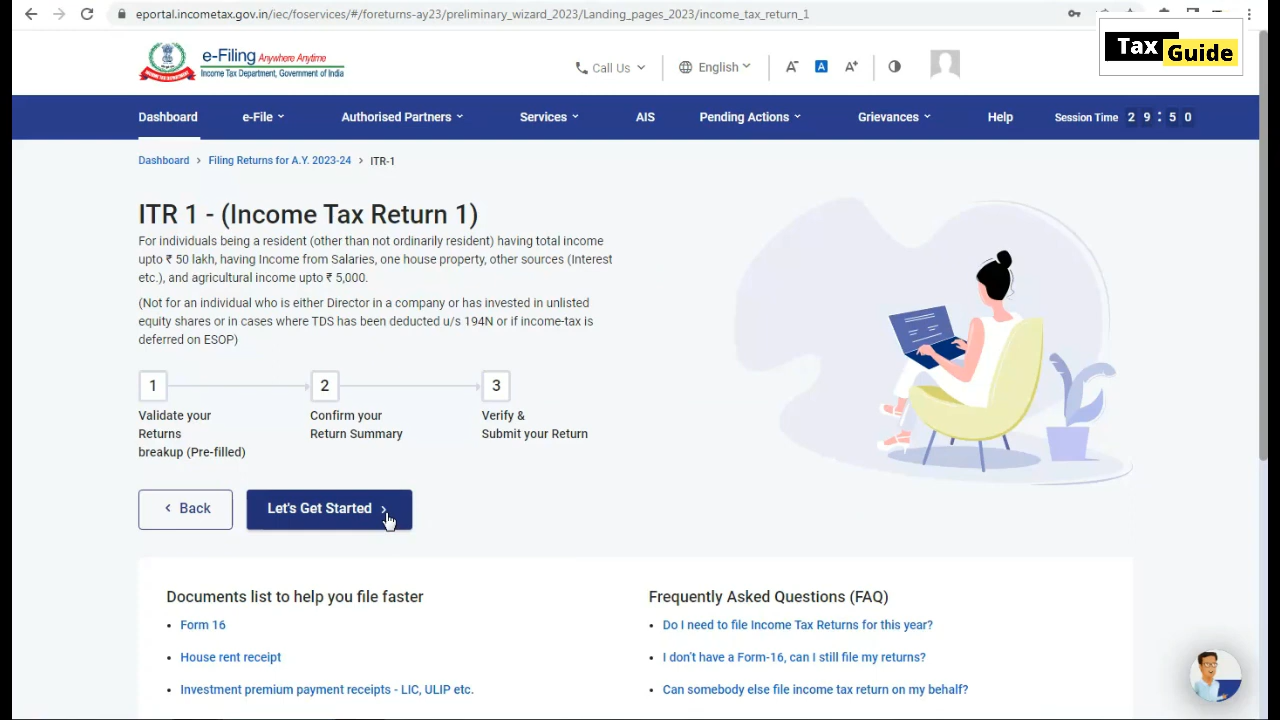 eportal.incometax.gov.in/iec/foservices/#/foreturns-ay23/preliminary_wizard_2023/Landing_pages_2023/income_tax_return_1
Tax
Guide
e-Filing Anywhere Anytime
Income Tax Department, Government of India
Call Us
English
A-
A
A+
Dashboard
e-File
Authorised Partners
Services
AIS
Pending Actions
Grievances
Help
Session Time 2 9 : 5 0
Dashboard > Filing Returns for A.Y. 2023-24 > ITR-1
ITR 1 - (Income Tax Return 1)
For individuals being a resident (other than not ordinarily resident) having total income
upto ₹ 50 lakh, having Income from Salaries, one house property, other sources (Interest
etc.), and agricultural income upto ₹ 5,000.
(Not for an individual who is either Director in a company or has invested in unlisted
equity shares or in cases where TDS has been deducted u/s 194N or if income-tax is
deferred on ESOP)
1
Validate your
Returns
breakup (Pre-filled)
2
Confirm your
Return Summary
3
Verify &
Submit your Return
< Back
Let's Get Started >
Documents list to help you file faster
• Form 16
• House rent receipt
• Investment premium payment receipts - LIC, ULIP etc.
Frequently Asked Questions (FAQ)
• Do I need to file Income Tax Returns for this year?
• I don't have a Form-16, can I still file my returns?
• Can somebody else file income tax return on my behalf?